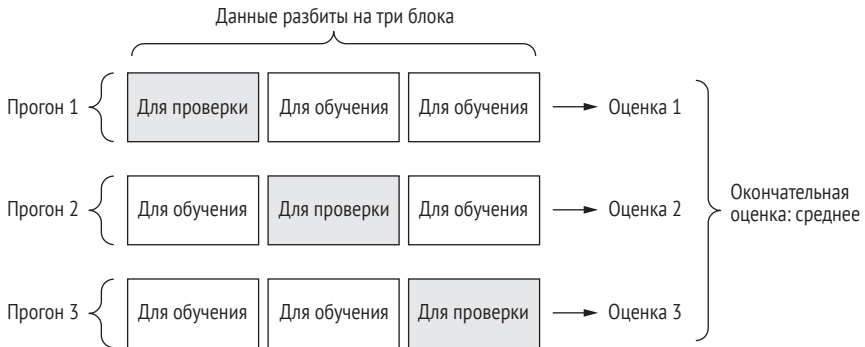 Данные разбиты на три блока
Прогон 1 Для проверки Для обучения Для обучения Оценка 1
Прогон 2 Для обучения Для проверки Для обучения Оценка 2
Окончательная
оценка: среднее
Прогон 3 Для обучения Для обучения Для проверки Оценка 3